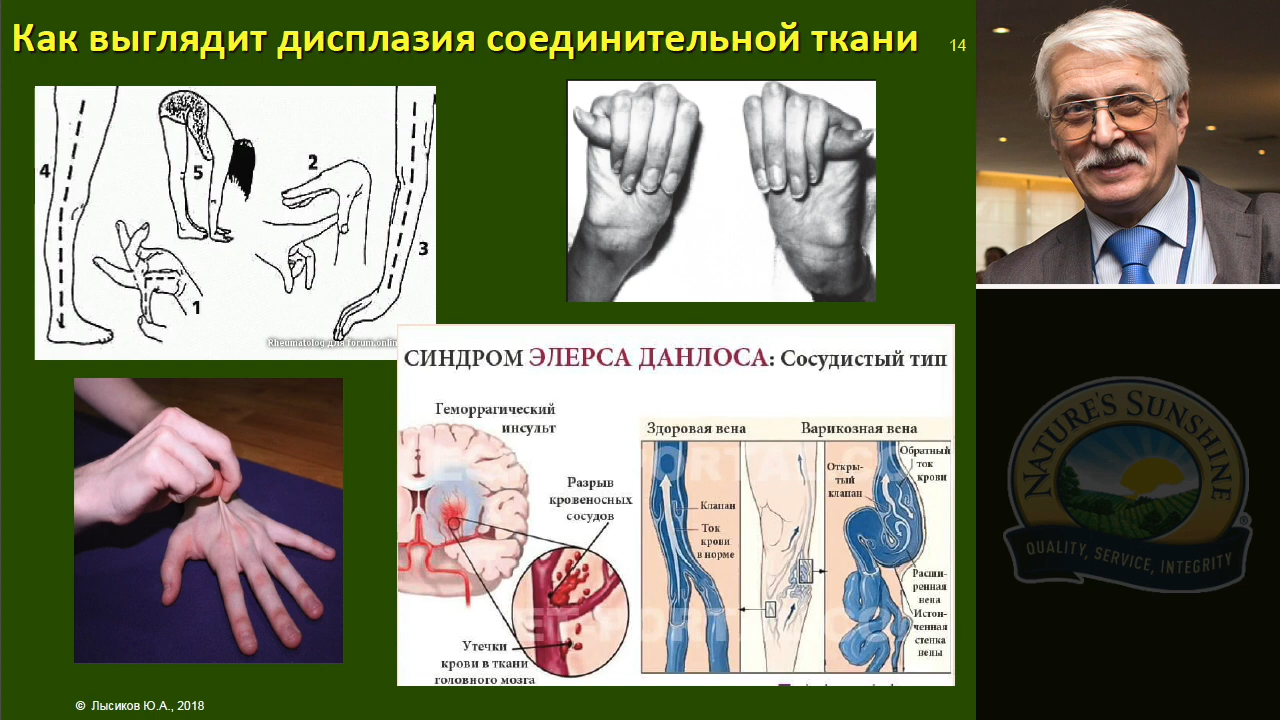 Как выглядит дисплазия соединительной ткани
14
4
5
2
3
1
СИНДРОМ ЭЛЕРСА ДАНЛОСА: Сосудистый тип
Геморрагический
инсульт
Разрыв
кровеносных
сосудов
Утечки
крови в ткани
головного мозга
Здоровая вена
Варикозная вена
Клапан
Ток
крови
в норме
Откры-
тый
клапан
Обратный
ток
крови
Расши-
ренная
вена
Истон-
ченная
стенка
вены
NATURE'S SUNSHINE
®
QUALITY, SERVICE, INTEGRITY
© Лысиков Ю.А., 2018